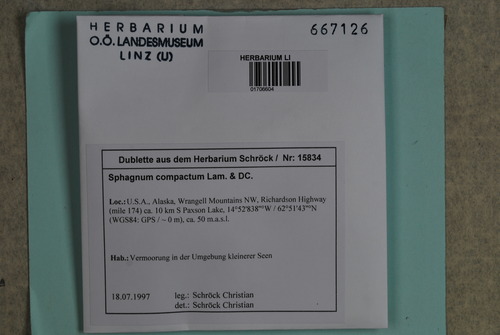 HERBARIUM
O.Ö. LANDESMUSEUM
LINZ (U)
667126
HERBARIUM LI
01706604
Dublette aus dem Herbarium Schröck / Nr: 15834
Sphagnum compactum Lam. & DC.
Loc.: U.S.A., Alaska, Wrangell Mountains NW, Richardson Highway
(mile 174) ca. 10 km S Paxson Lake, 14°52'838"°W / 62°51'43"°N
(WGS84: GPS / ~ 0 m), ca. 50 m.a.s.l.
Hab.: Vermoorung in der Umgebung kleinerer Seen
18.07.1997 leg.: Schröck Christian
det.: Schröck Christian